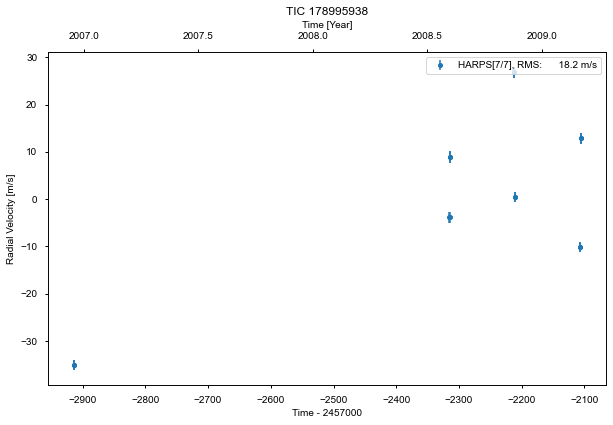 TIC 178995938
Time [Year]
2007.0 2007.5 2008.0 2008.5 2009.0
HARPS[7/7], RMS: 18.2 m/s
30
20
10
0
−10
−20
−30
Radial Velocity [m/s]
−2900 −2800 −2700 −2600 −2500 −2400 −2300 −2200 −2100
Time - 2457000